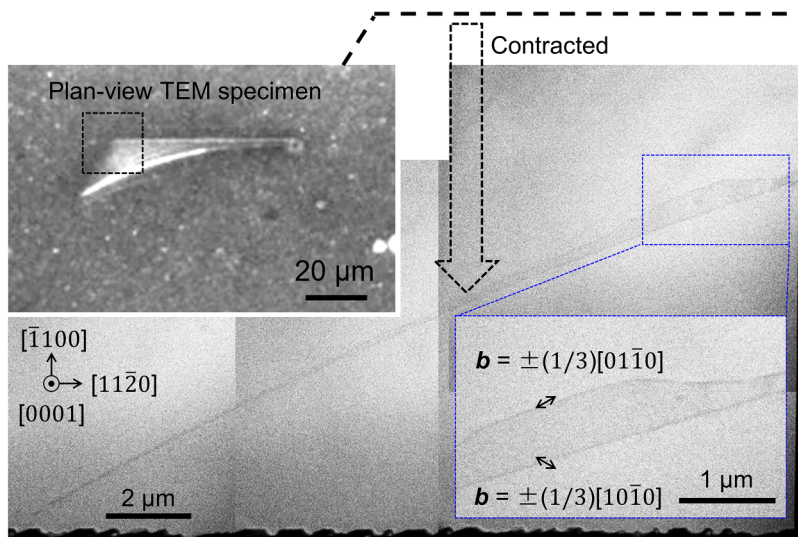 Contracted
Plan-view TEM specimen
20 μm
[1̄100]
[112̄0]
[0001]
2 μm
b = ±(1/3)[011̄0]
b = ±(1/3)[101̄0]
1 μm